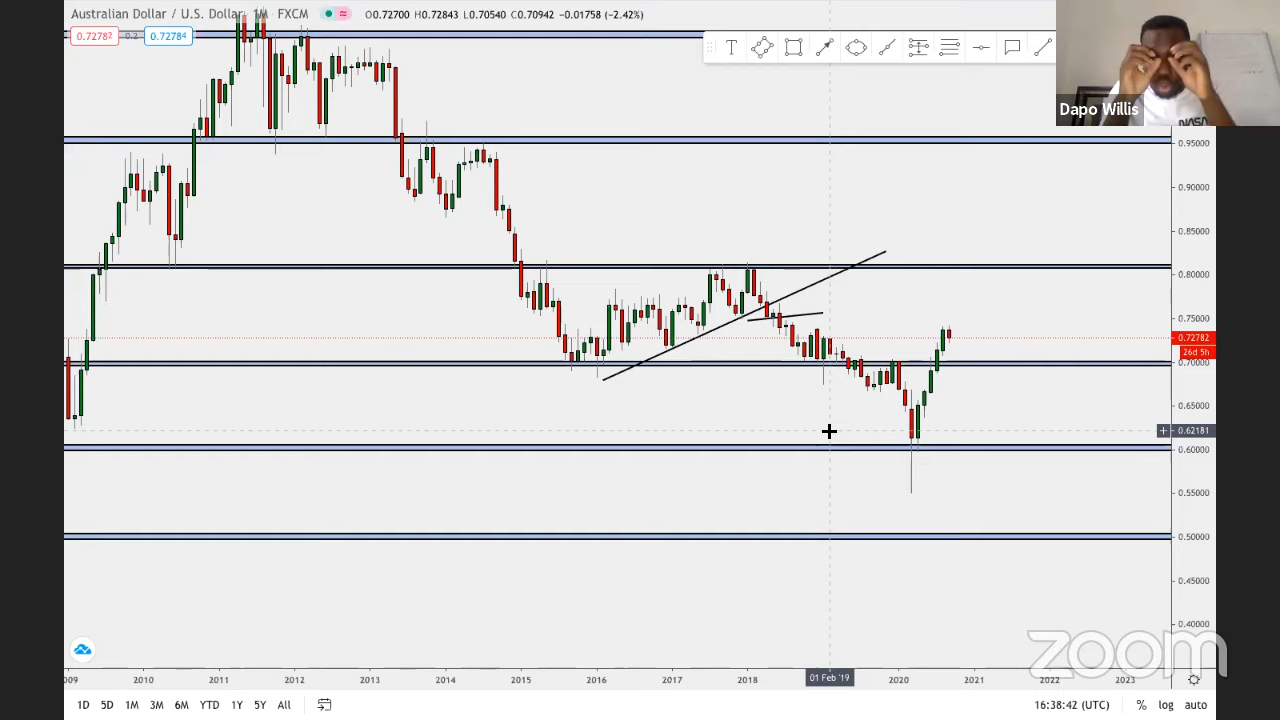 Australian Dollar / U.S. Dollar 1M FXCM O0.72700 H0.72843 L0.70540 C0.70942 -0.01758 (-2.42%)
0.72782 0.2 0.72784
T
Dapo Willis
NASA
0.95000
0.90000
0.85000
0.80000
0.75000
0.72782
26d 5h
0.70000
0.65000
0.62181
0.60000
0.55000
0.50000
0.45000
0.40000
zoom
2010 2011 2012 2013 2014 2015 2016 2017 2018 01 Feb '19 2020 2021 2022 2023
1D 5D 1M 3M 6M YTD 1Y 5Y All 16:38:42 (UTC) % log auto